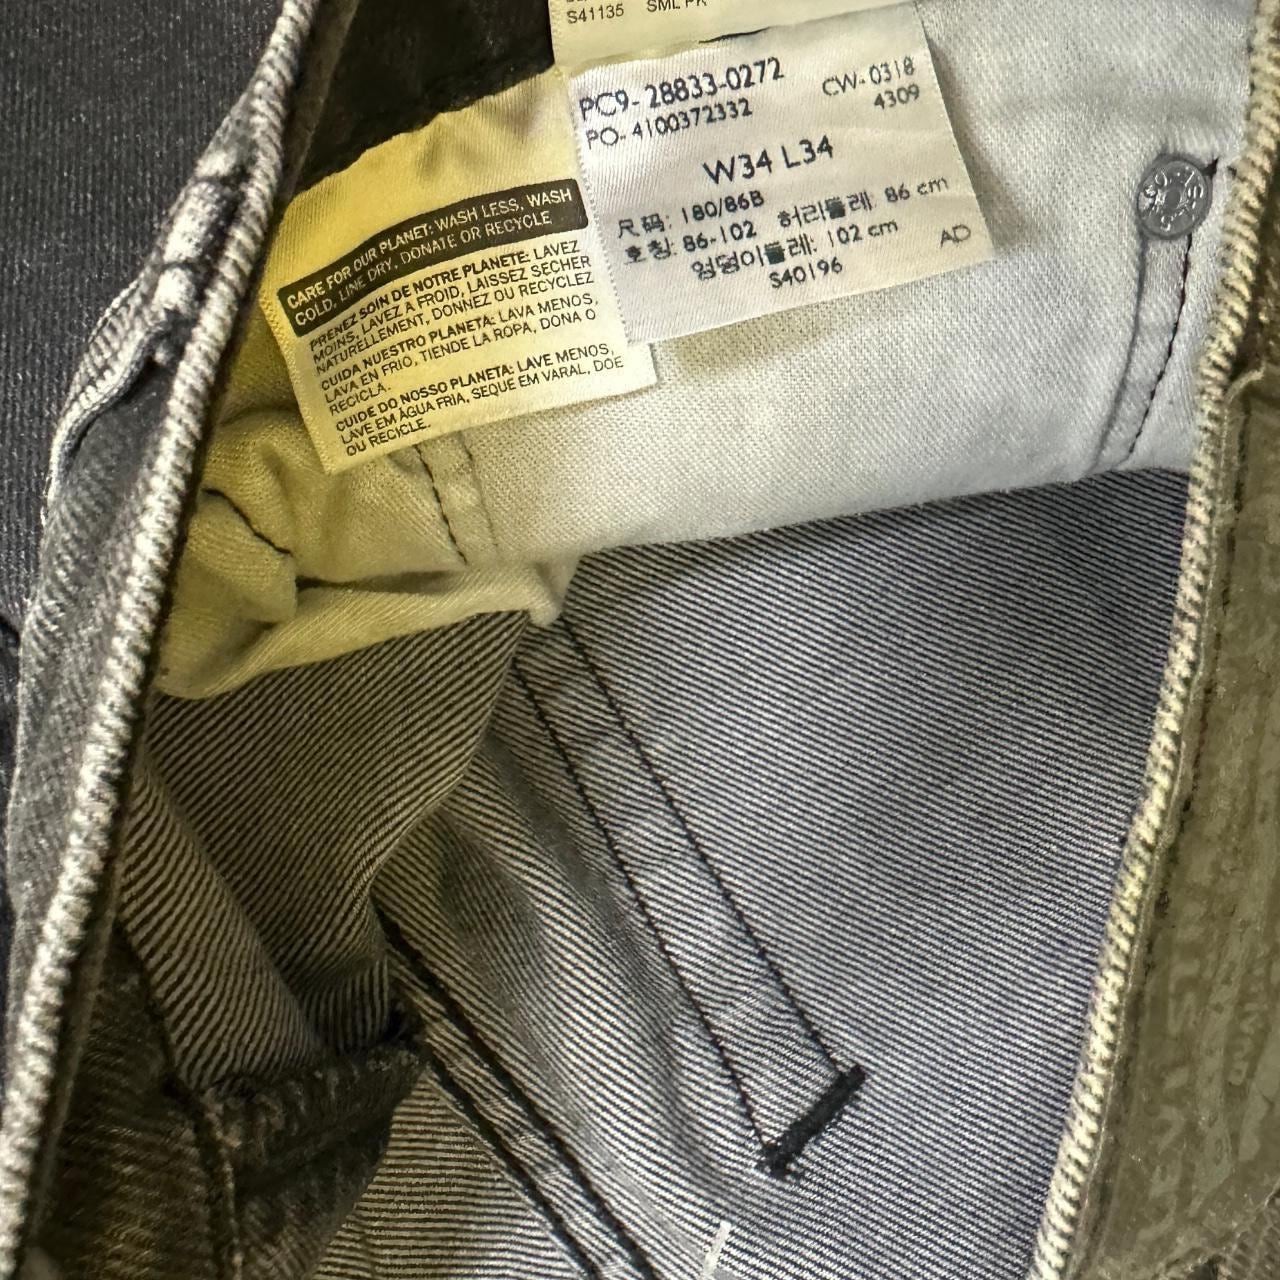 S41135 SML PK
PC9-28833-0272 CW-0318
PO-4100372332 4309
W34 L34
尺码: 180/86B 허리둘레: 86 cm
호칭: 86-102 엉덩이둘레: 102 cm
S40196 AD
CARE FOR OUR PLANET: WASH LESS, WASH
COLD, LINE DRY, DONATE OR RECYCLE
PRENEZ SOIN DE NOTRE PLANETE: LAVEZ
MOINS, LAVEZ A FROID, LAISSEZ SECHER
NATURELLEMENT, DONNEZ OU RECYCLEZ
CUIDA NUESTRO PLANETA: LAVA MENOS,
LAVA EN FRIO, TIENDE LA ROPA, DONA O
RECICLA.
CUIDE DO NOSSO PLANETA: LAVE MENOS,
LAVE EM ÁGUA FRIA, SEQUE EM VARAL, DOE
OU RECICLE.